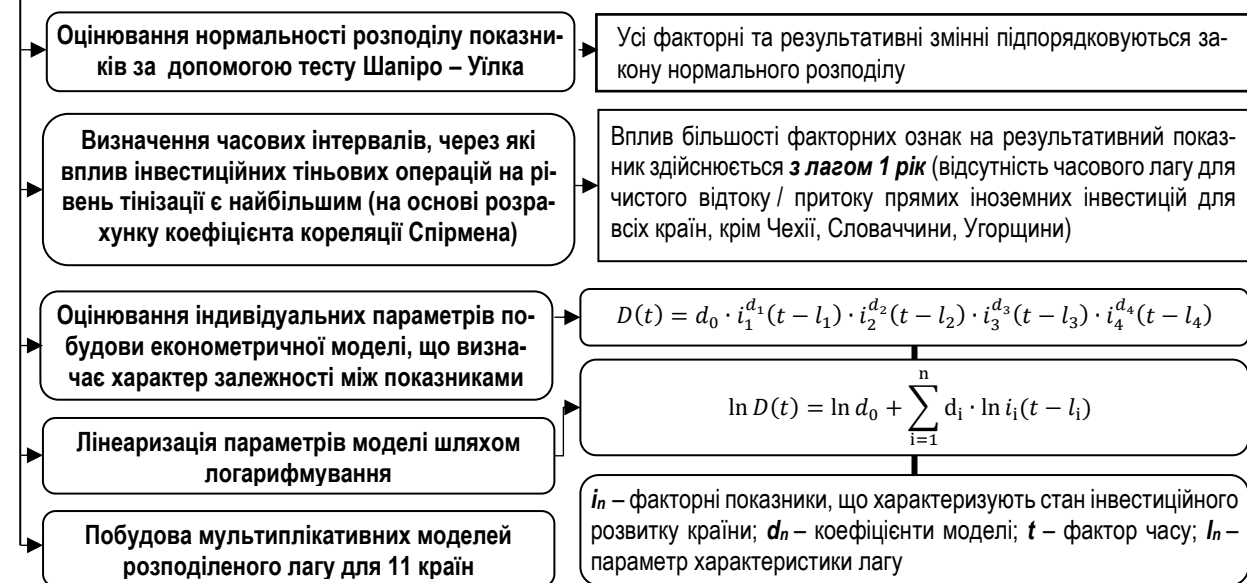 Оцінювання нормальності розподілу показни-
ків за допомогою тесту Шапіро – Уїлка
Усі факторні та результативні змінні підпорядковуються за-
кону нормального розподілу
Визначення часових інтервалів, через які
вплив інвестиційних тіньових операцій на рі-
вень тінізації є найбільшим (на основі розра-
хунку коефіцієнта кореляції Спірмена)
Вплив більшості факторних ознак на результативний показ-
ник здійснюється з лагом 1 рік (відсутність часового лагу для
чистого відтоку / притоку прямих іноземних інвестицій для
всіх країн, крім Чехії, Словаччини, Угорщини)
Оцінювання індивідуальних параметрів по-
будови економетричної моделі, що визна-
чає характер залежності між показниками
D(t) = d₀ · i₁^{d₁}(t − l₁) · i₂^{d₂}(t − l₂) · i₃^{d₃}(t − l₃) · i₄^{d₄}(t − l₄)
Лінеаризація параметрів моделі шляхом
логарифмування
ln D(t) = ln d₀ + ∑_{i=1}^{n} dᵢ · ln iᵢ(t − lᵢ)
Побудова мультиплікативних моделей
розподіленого лагу для 11 країн
iₙ – факторні показники, що характеризують стан інвестиційного
розвитку країни; dₙ – коефіцієнти моделі; t – фактор часу; lₙ –
параметр характеристики лагу